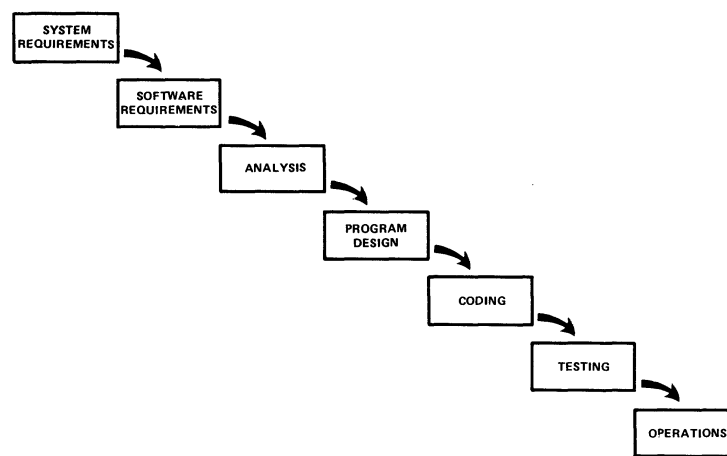 SYSTEM
REQUIREMENTS
SOFTWARE
REQUIREMENTS
ANALYSIS
PROGRAM
DESIGN
CODING
TESTING
OPERATIONS